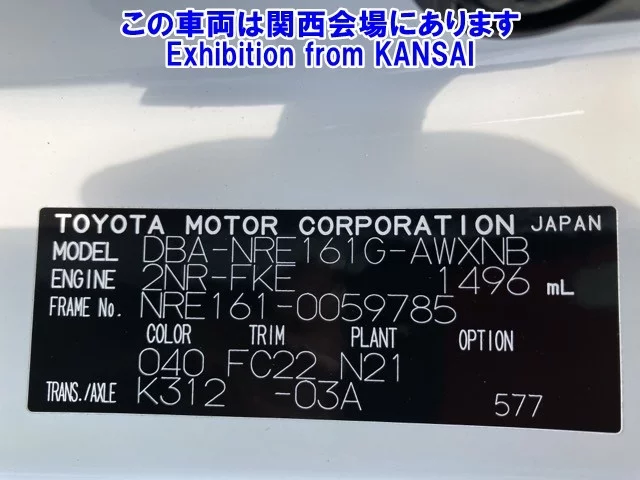 この車両は関西会場にあります
Exhibition from KANSAI
TOYOTA MOTOR CORPORATION JAPAN
MODEL DBA-NRE161G-AWXNB
ENGINE 2NR-FKE 1496 mL
FRAME No. NRE161-0059785
COLOR TRIM PLANT OPTION
040 FC22 N21
TRANS./AXLE K312 -03A 577